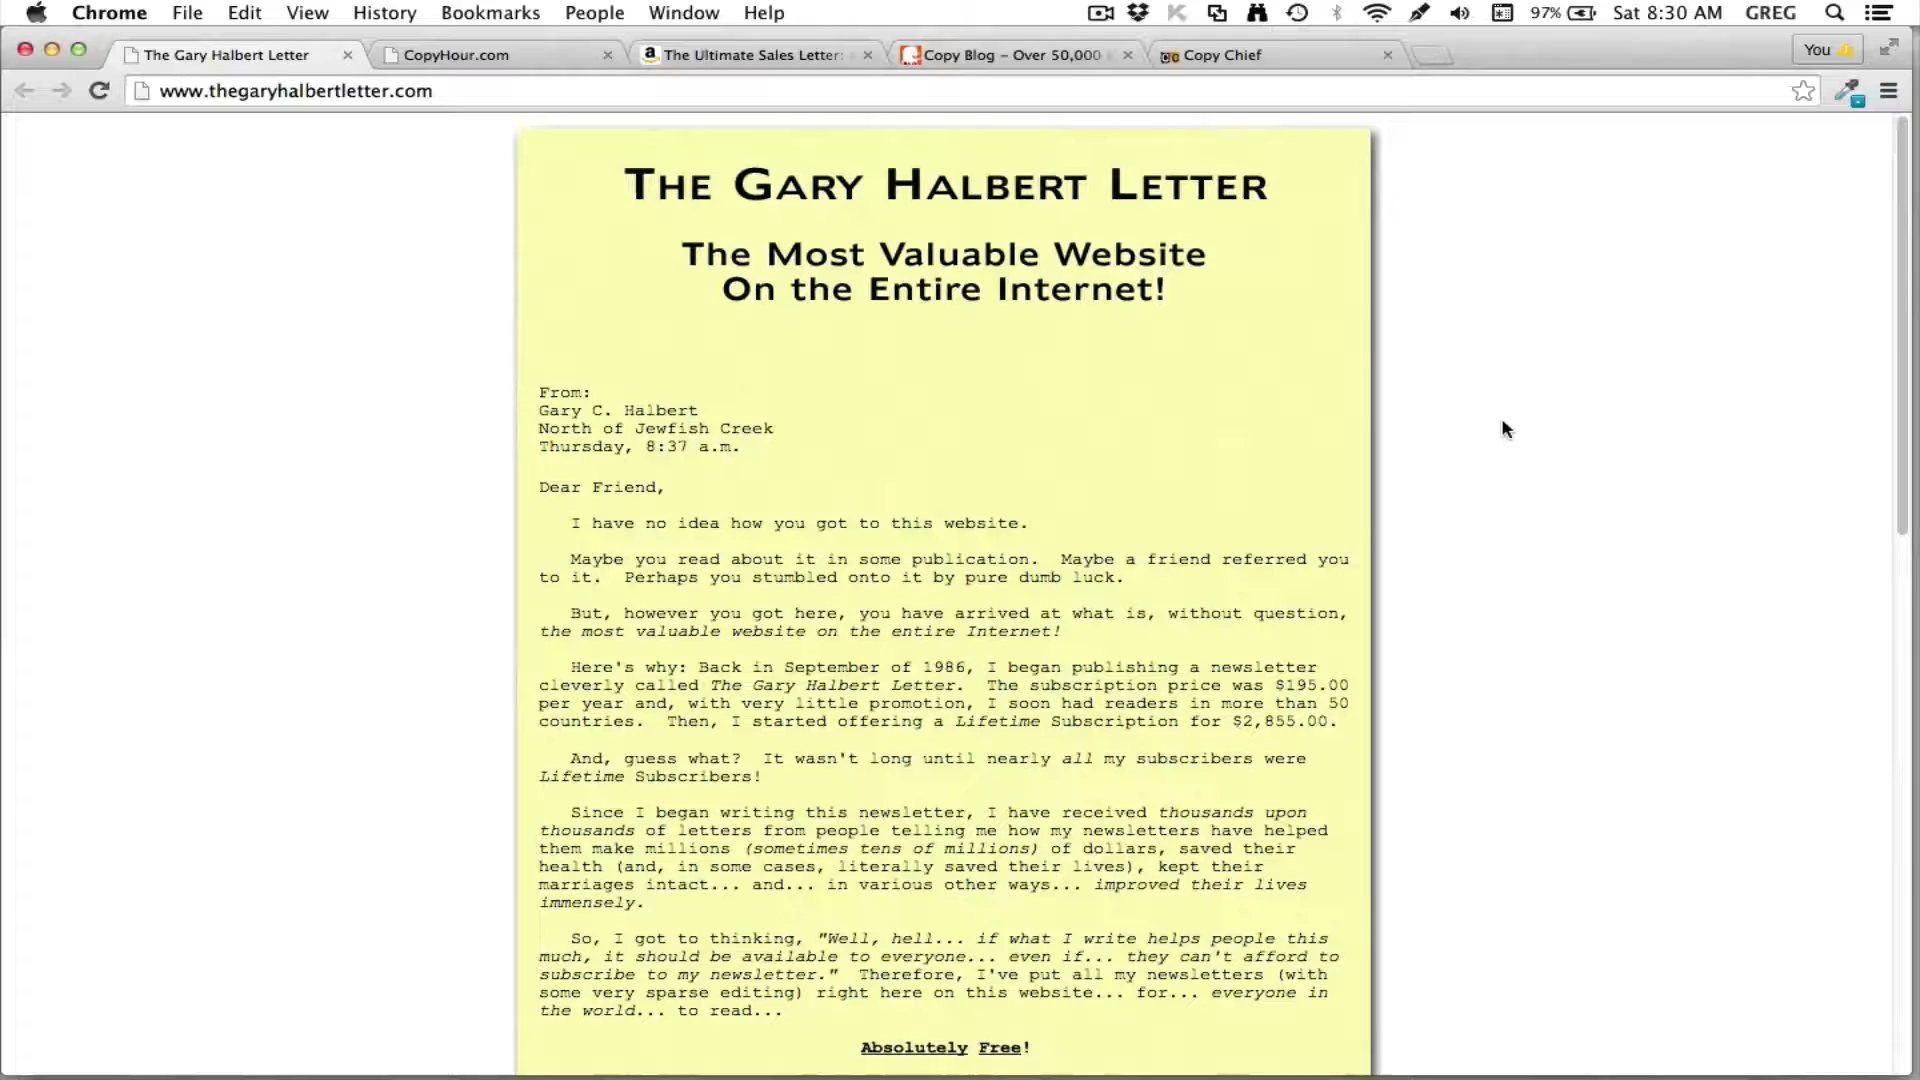 Chrome File Edit View History Bookmarks People Window Help 97% Sat 8:30 AM GREG
The Gary Halbert Letter CopyHour.com The Ultimate Sales Letter: Copy Blog – Over 50,000 Copy Chief You
www.thegaryhalbertletter.com
THE GARY HALBERT LETTER
The Most Valuable Website
On the Entire Internet!
From:
Gary C. Halbert
North of Jewfish Creek
Thursday, 8:37 a.m.
Dear Friend,
I have no idea how you got to this website.
Maybe you read about it in some publication. Maybe a friend referred you
to it. Perhaps you stumbled onto it by pure dumb luck.
But, however you got here, you have arrived at what is, without question,
the most valuable website on the entire Internet!
Here's why: Back in September of 1986, I began publishing a newsletter
cleverly called The Gary Halbert Letter. The subscription price was $195.00
per year and, with very little promotion, I soon had readers in more than 50
countries. Then, I started offering a Lifetime Subscription for $2,855.00.
And, guess what? It wasn't long until nearly all my subscribers were
Lifetime Subscribers!
Since I began writing this newsletter, I have received thousands upon
thousands of letters from people telling me how my newsletters have helped
them make millions (sometimes tens of millions) of dollars, saved their
health (and, in some cases, literally saved their lives), kept their
marriages intact... and... in various other ways... improved their lives
immensely.
So, I got to thinking, "Well, hell... if what I write helps people this
much, it should be available to everyone... even if... they can't afford to
subscribe to my newsletter." Therefore, I've put all my newsletters (with
some very sparse editing) right here on this website... for... everyone in
the world... to read...
Absolutely Free!